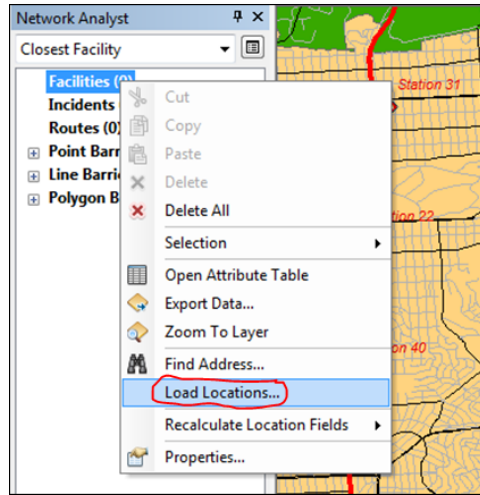 Network Analyst
Closest Facility
Facilities (0)
Incidents
Routes (0)
Point Barr
Line Barri
Polygon B
Cut
Copy
Paste
Delete
Delete All
Selection
Open Attribute Table
Export Data...
Zoom To Layer
Find Address...
Load Locations...
Recalculate Location Fields
Properties...
Station 31
tion 22
on 40